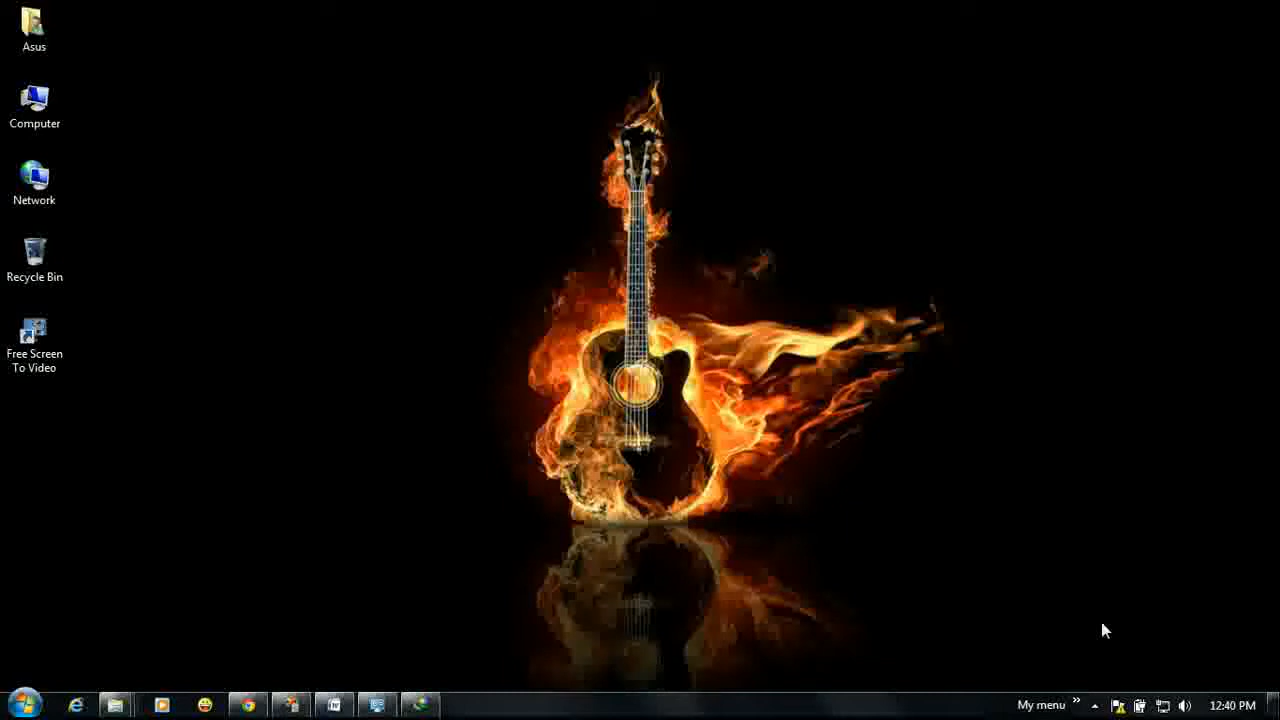 Asus
Computer
Network
Recycle Bin
Free Screen
To Video
My menu
12:40 PM